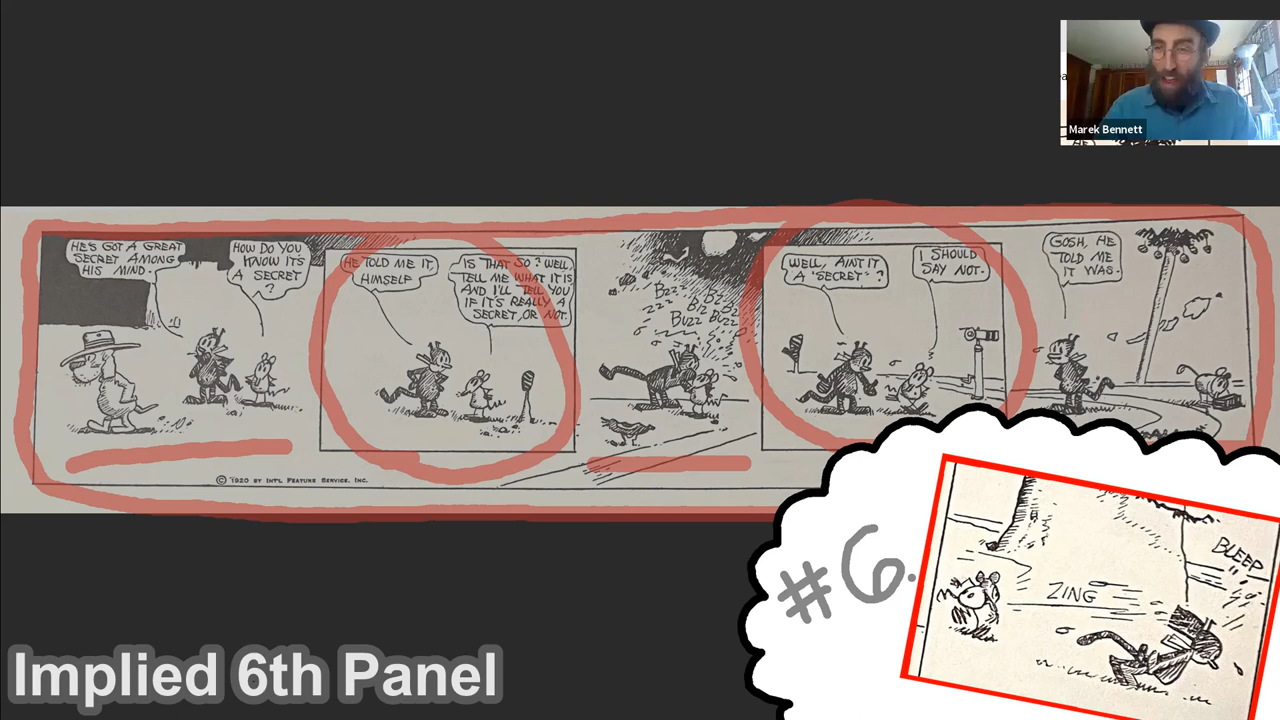 Marek Bennett
HE'S GOT A GREAT
SECRET AMONG
HIS MIND.
HOW DO YOU
KNOW IT'S
A SECRET
?
HE TOLD ME IT,
HIMSELF
IS THAT SO? WELL,
TELL ME WHAT IT IS
AND I'LL TELL YOU
IF IT'S REALLY A
SECRET, OR NOT.
BUZZ
WELL, AINT IT
A "SECRET"?
I SHOULD
SAY NOT.
GOSH, HE
TOLD ME
IT WAS.
© 1920 BY INT'L FEATURE SERVICE, INC.
#6.
ZING
BLEEP
Implied 6th Panel